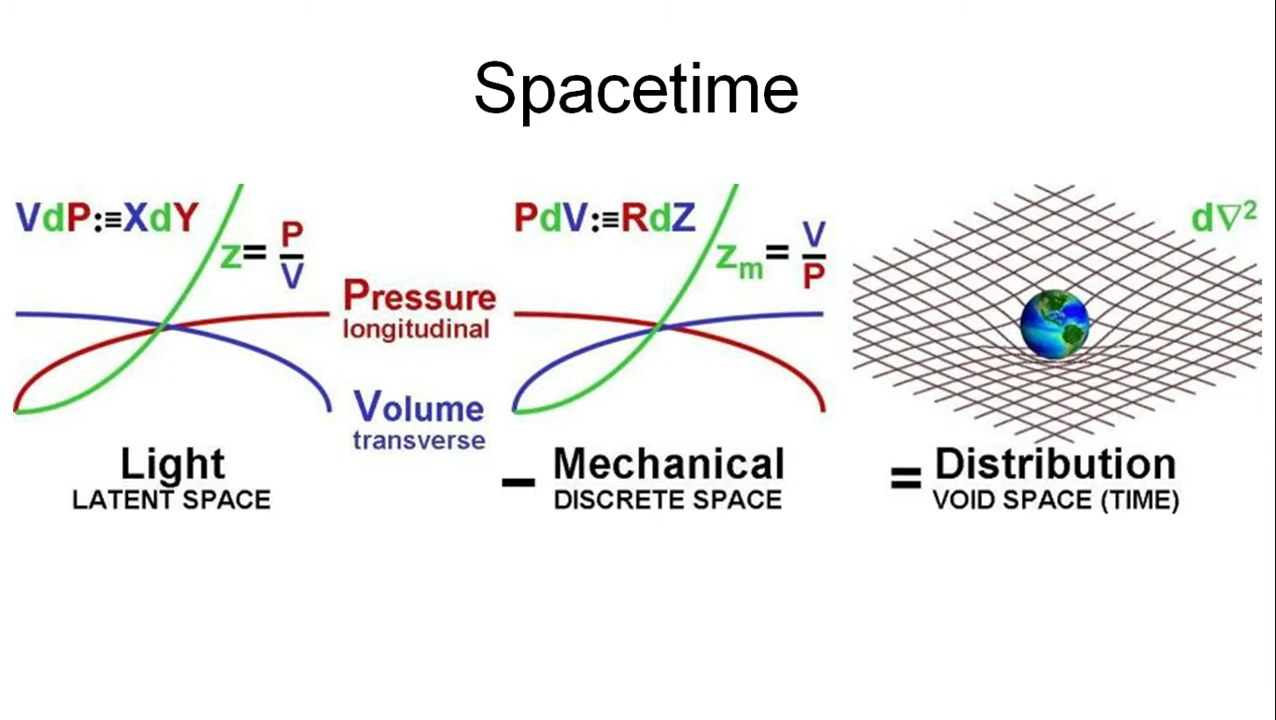 Spacetime
VdP:≡XdY
z= P/V
Pressure
longitudinal
Volume
transverse
Light
LATENT SPACE
PdV:≡RdZ
zm= V/P
– Mechanical
DISCRETE SPACE
d∇²
= Distribution
VOID SPACE (TIME)